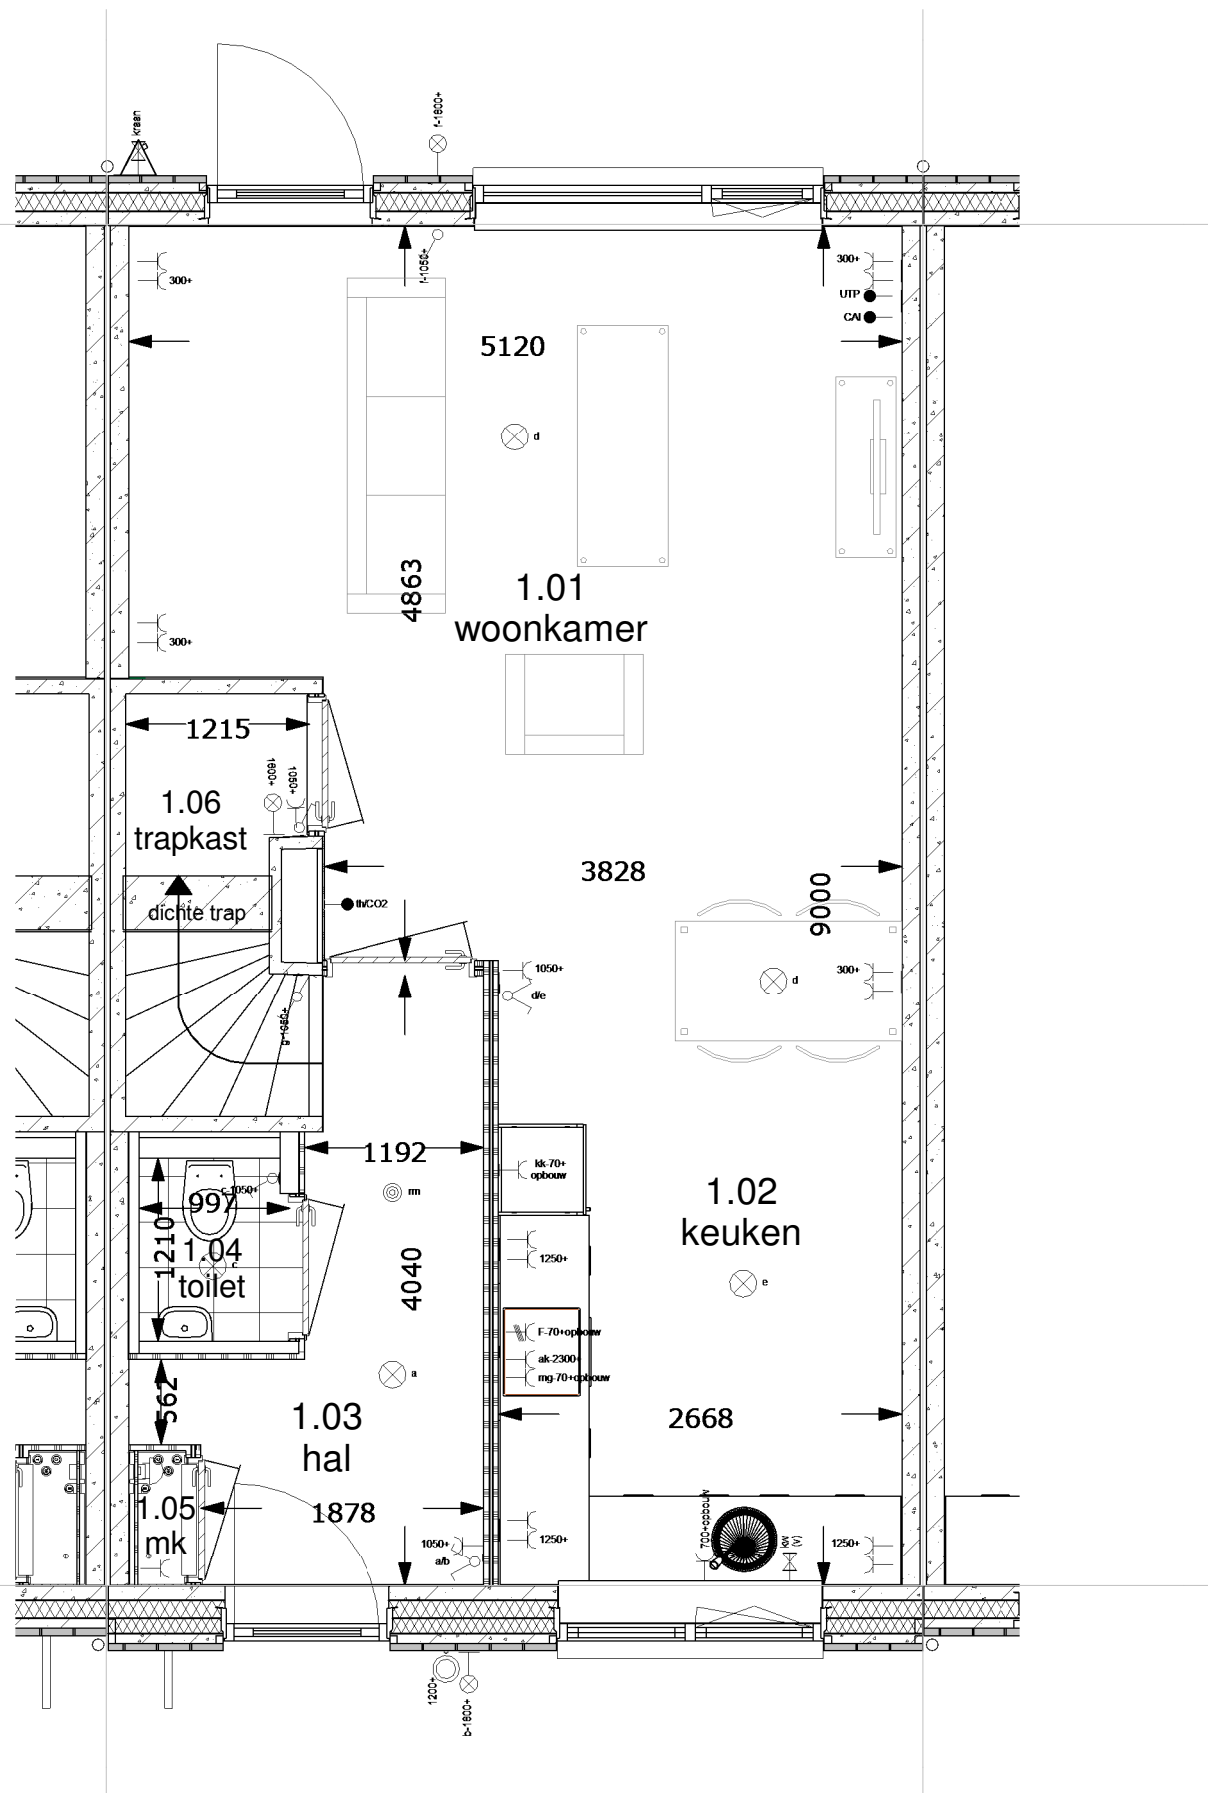 kraan
f-1800+
f-1050+
300+
300+
UTP
CAI
5120
d
4863
1.01
woonkamer
300+
1215
1600+
1050+
1.06
trapkast
3828
9000
th/CO2
dichte trap
1050+
d/e
300+
d
1192
kk-70+
opbouw
c-1050+
rm
997
1210
1.04
toilet
c
4040
1.02
keuken
1250+
e
F-70+opbouw
ak-2300+
mg-70+opbouw
a
562
1.03
hal
2668
1.05
mk
1878
1050+
a/b
1250+
700+opbouw
kw
(v)
1250+
1200+
b-1800+